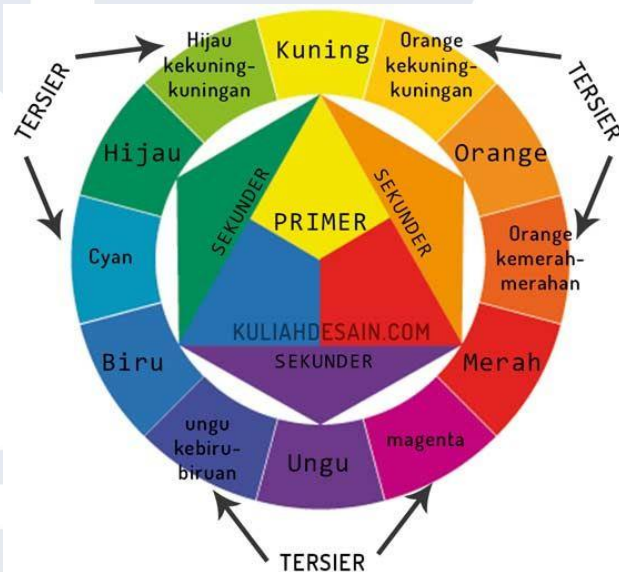 Hijau
kekuning-
kuningan
Kuning
Orange
kekuning-
kuningan
TERSIER
TERSIER
Hijau
Orange
SEKUNDER
SEKUNDER
PRIMER
Cyan
Orange
kemerah-
merahan
KULIAHDESAIN.COM
Biru
SEKUNDER
Merah
ungu
kebiru-
biruan
Ungu
magenta
TERSIER